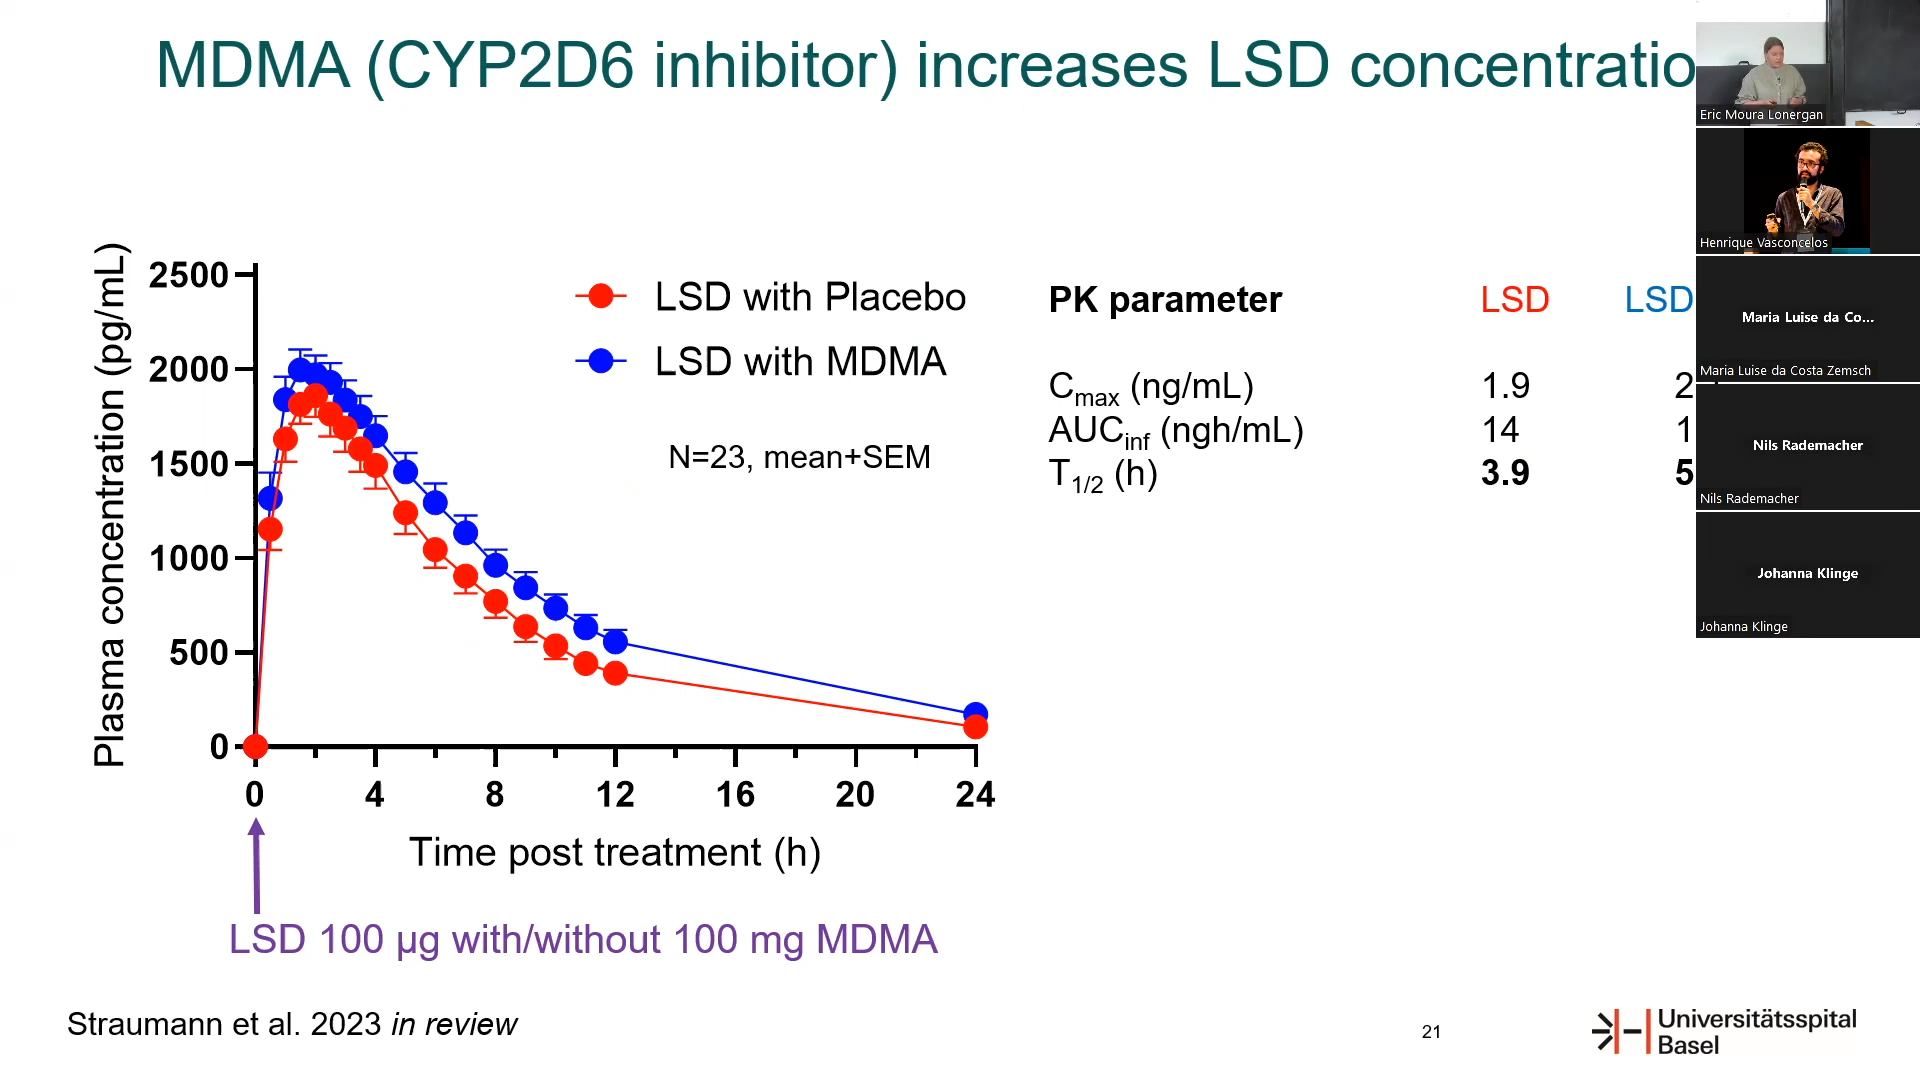 MDMA (CYP2D6 inhibitor) increases LSD concentratio
Eric Moura Lonergan
Henrique Vasconcelos
Maria Luise da Co...
Maria Luise da Costa Zemsch
Nils Rademacher
Nils Rademacher
Johanna Klinge
Johanna Klinge
Plasma concentration (pg/mL)
2500
2000
1500
1000
500
0
0 4 8 12 16 20 24
Time post treatment (h)
LSD with Placebo
LSD with MDMA
N=23, mean+SEM
PK parameter LSD LSD
Cmax (ng/mL) 1.9 2
AUCinf (ngh/mL) 14 1
T1/2 (h) 3.9 5
LSD 100 µg with/without 100 mg MDMA
Straumann et al. 2023 in review
21
Universitätsspital
Basel